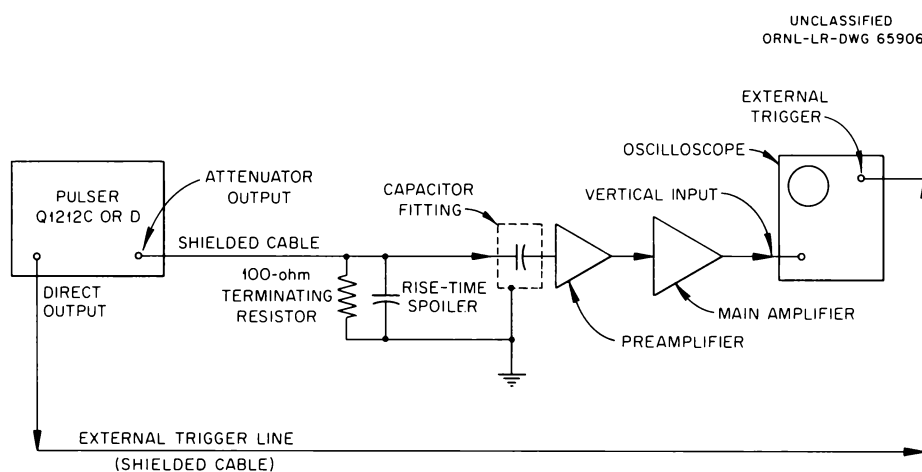 UNCLASSIFIED
ORNL-LR-DWG 65906
EXTERNAL
TRIGGER
OSCILLOSCOPE
PULSER
Q1212C OR D
ATTENUATOR
OUTPUT
CAPACITOR
FITTING
VERTICAL INPUT
SHIELDED CABLE
DIRECT
OUTPUT
100-ohm
TERMINATING
RESISTOR
RISE-TIME
SPOILER
MAIN AMPLIFIER
PREAMPLIFIER
EXTERNAL TRIGGER LINE
(SHIELDED CABLE)